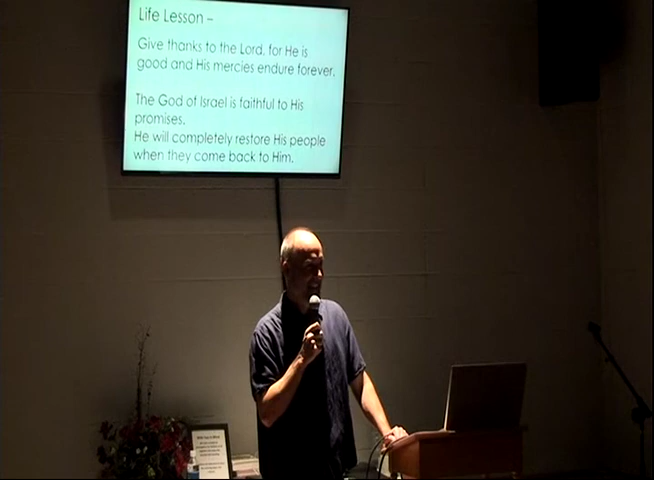 Life Lesson –
Give thanks to the Lord, for He is
good and His mercies endure forever.
The God of Israel is faithful to His
promises.
He will completely restore His people
when they come back to Him.